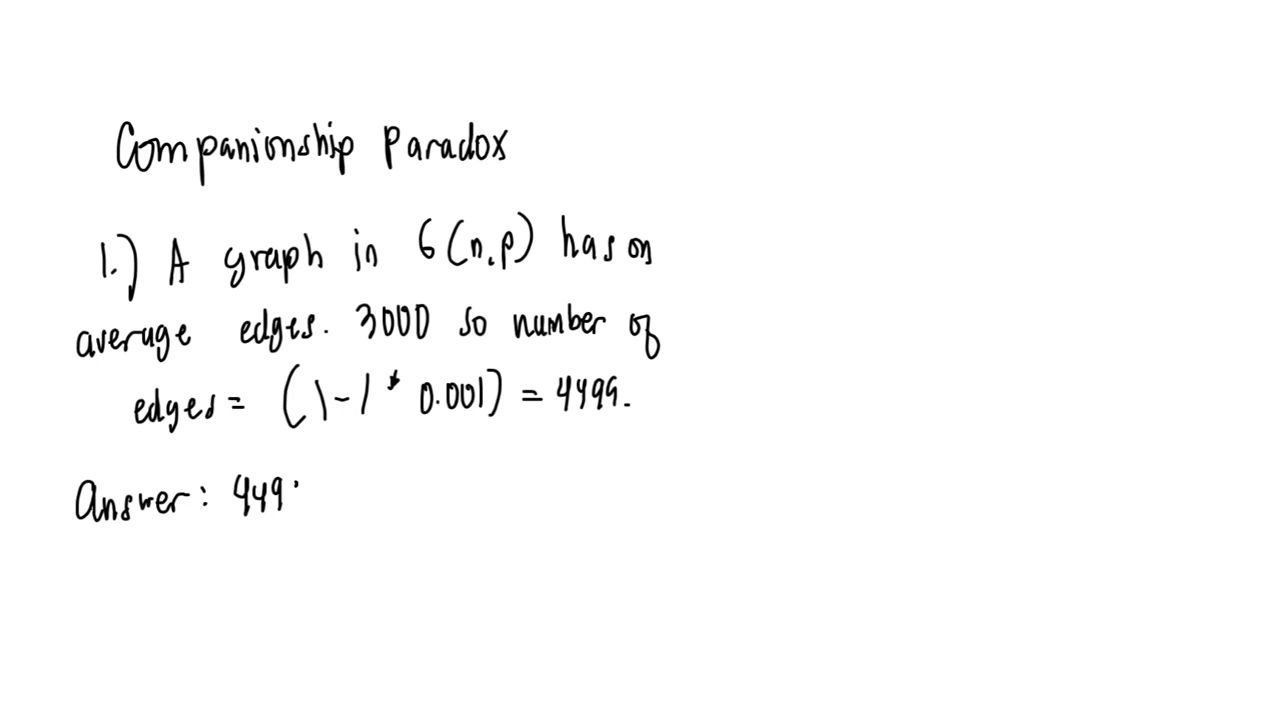 Companionship Paradox
1.) A graph in G(n,p) has on
average edges. 3000 so number of
edges = (1-1 * 0.001) = 4499.
Answer: 449.